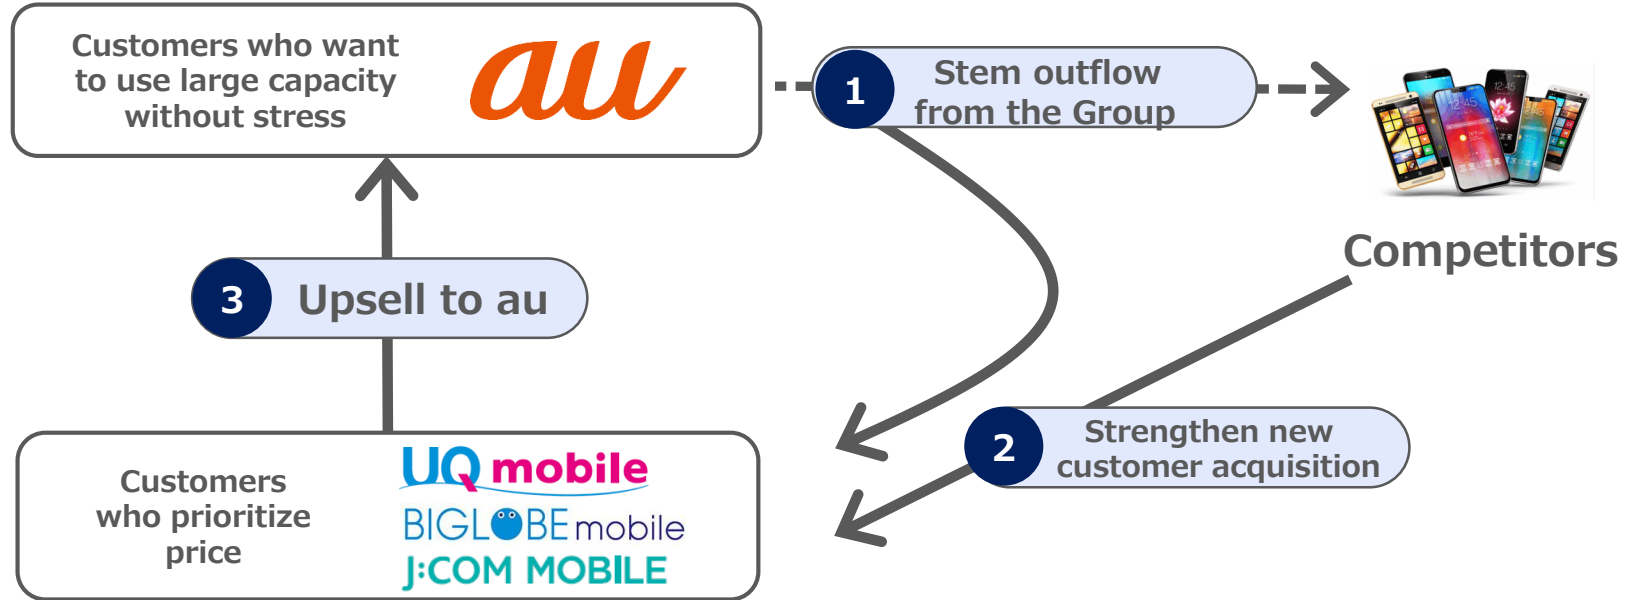 Customers who want
to use large capacity
without stress
au
1
Stem outflow
from the Group
Competitors
3
Upsell to au
2
Strengthen new
customer acquisition
Customers
who prioritize
price
UQ mobile
BIGLOBE mobile
J:COM MOBILE